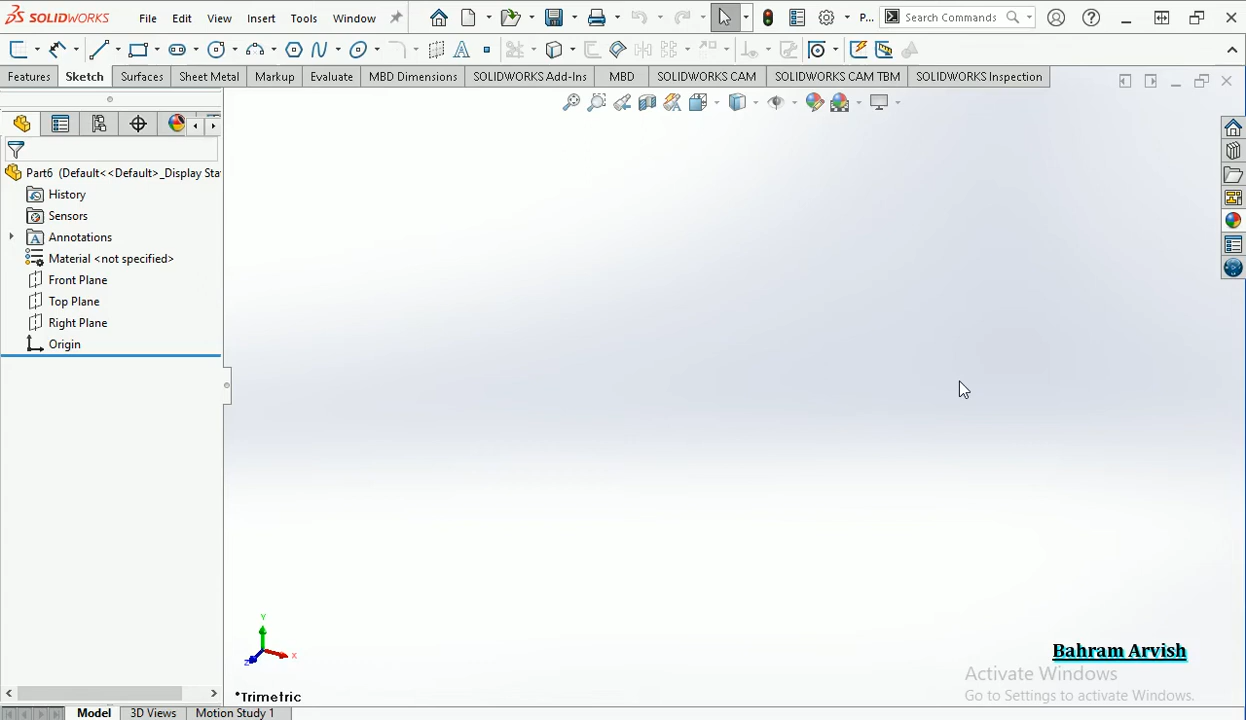 SOLIDWORKS File Edit View Insert Tools Window P... Search Commands
Features Sketch Surfaces Sheet Metal Markup Evaluate MBD Dimensions SOLIDWORKS Add-Ins MBD SOLIDWORKS CAM SOLIDWORKS CAM TBM SOLIDWORKS Inspection
Part6 (Default<<Default>_Display Sta
History
Sensors
Annotations
Material <not specified>
Front Plane
Top Plane
Right Plane
Origin
Y
Z X
*Trimetric
Bahram Arvish
Activate Windows
Go to Settings to activate Windows.
Model 3D Views Motion Study 1